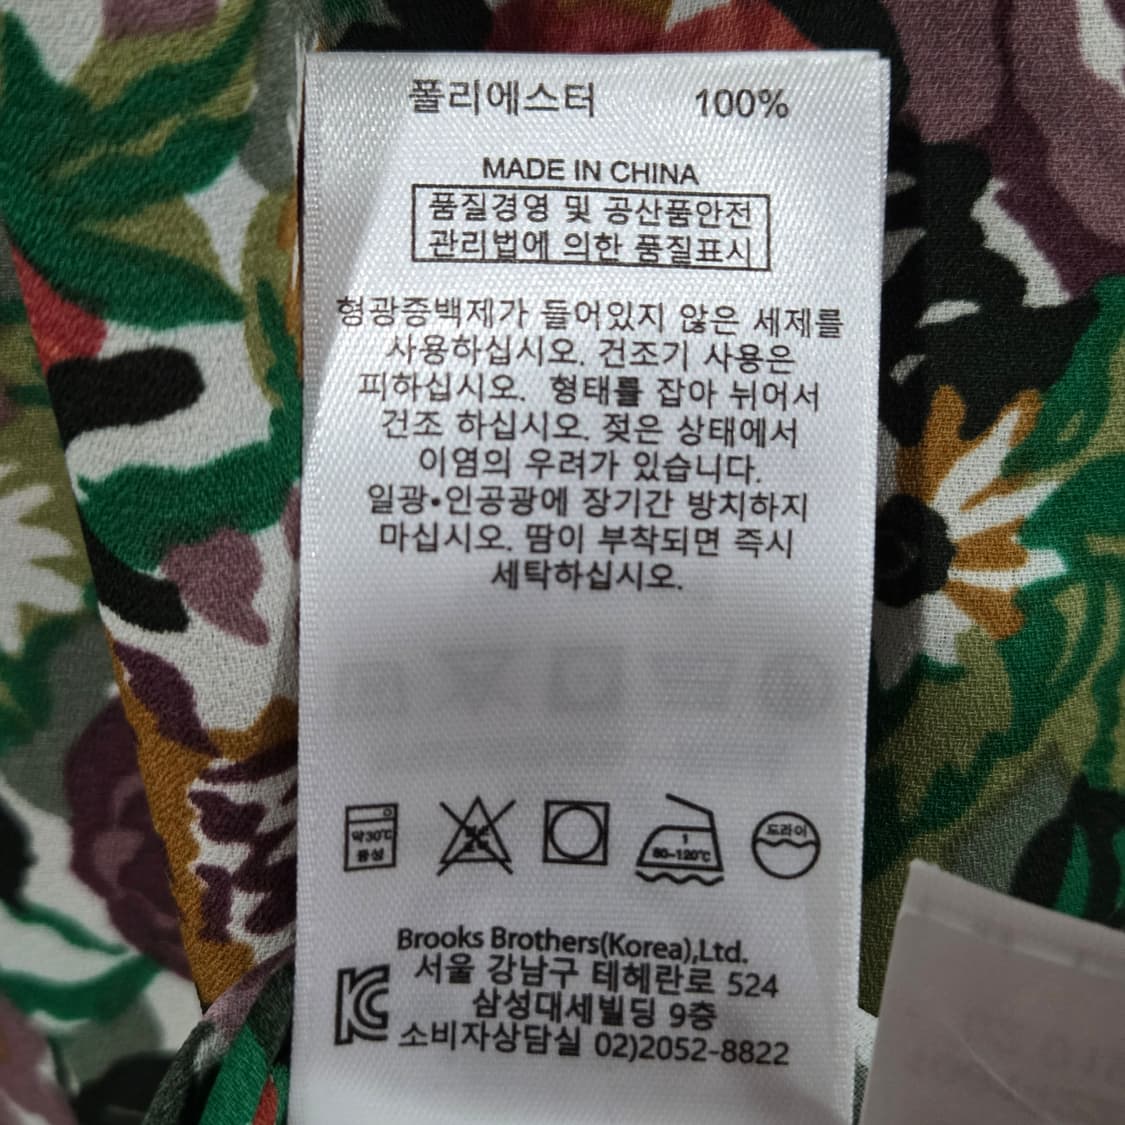 폴리에스터 100%
MADE IN CHINA
품질경영 및 공산품안전
관리법에 의한 품질표시
형광증백제가 들어있지 않은 세제를
사용하십시오. 건조기 사용은
피하십시오. 형태를 잡아 뉘어서
건조 하십시오. 젖은 상태에서
이염의 우려가 있습니다.
일광•인공광에 장기간 방치하지
마십시오. 땀이 부착되면 즉시
세탁하십시오.
약30℃
중성
1
80~120℃
드라이
Brooks Brothers(Korea),Ltd.
서울 강남구 테헤란로 524
삼성대세빌딩 9층
소비자상담실 02)2052-8822